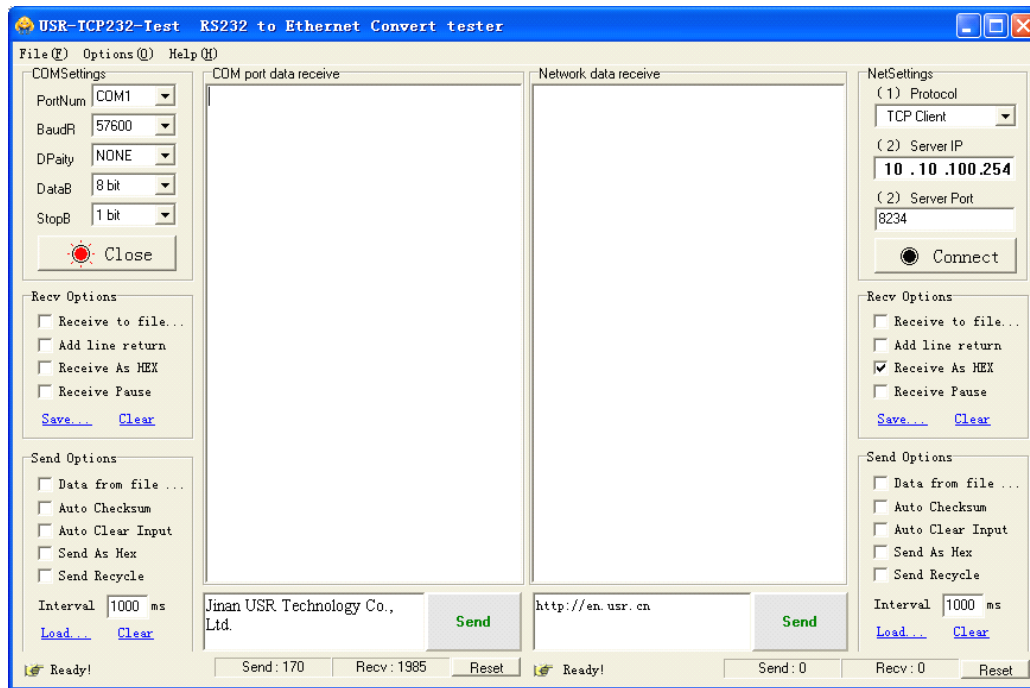 USR-TCP232-Test RS232 to Ethernet Convert tester
File(F) Options(O) Help(H)
COMSettings
PortNum COM1
BaudR 57600
DPaity NONE
DataB 8 bit
StopB 1 bit
Close
Recv Options
Receive to file...
Add line return
Receive As HEX
Receive Pause
Save... Clear
Send Options
Data from file ...
Auto Checksum
Auto Clear Input
Send As Hex
Send Recycle
Interval 1000 ms
Load... Clear
Ready!
COM port data receive
Jinan USR Technology Co.,
Ltd.
Send
Send : 170 Recv : 1985 Reset
Network data receive
http://en.usr.cn
Send
Ready! Send : 0 Recv : 0 Reset
NetSettings
(1) Protocol
TCP Client
(2) Server IP
10 . 10 .100.254
(2) Server Port
8234
Connect
Recv Options
Receive to file...
Add line return
Receive As HEX
Receive Pause
Save... Clear
Send Options
Data from file ...
Auto Checksum
Auto Clear Input
Send As Hex
Send Recycle
Interval 1000 ms
Load... Clear